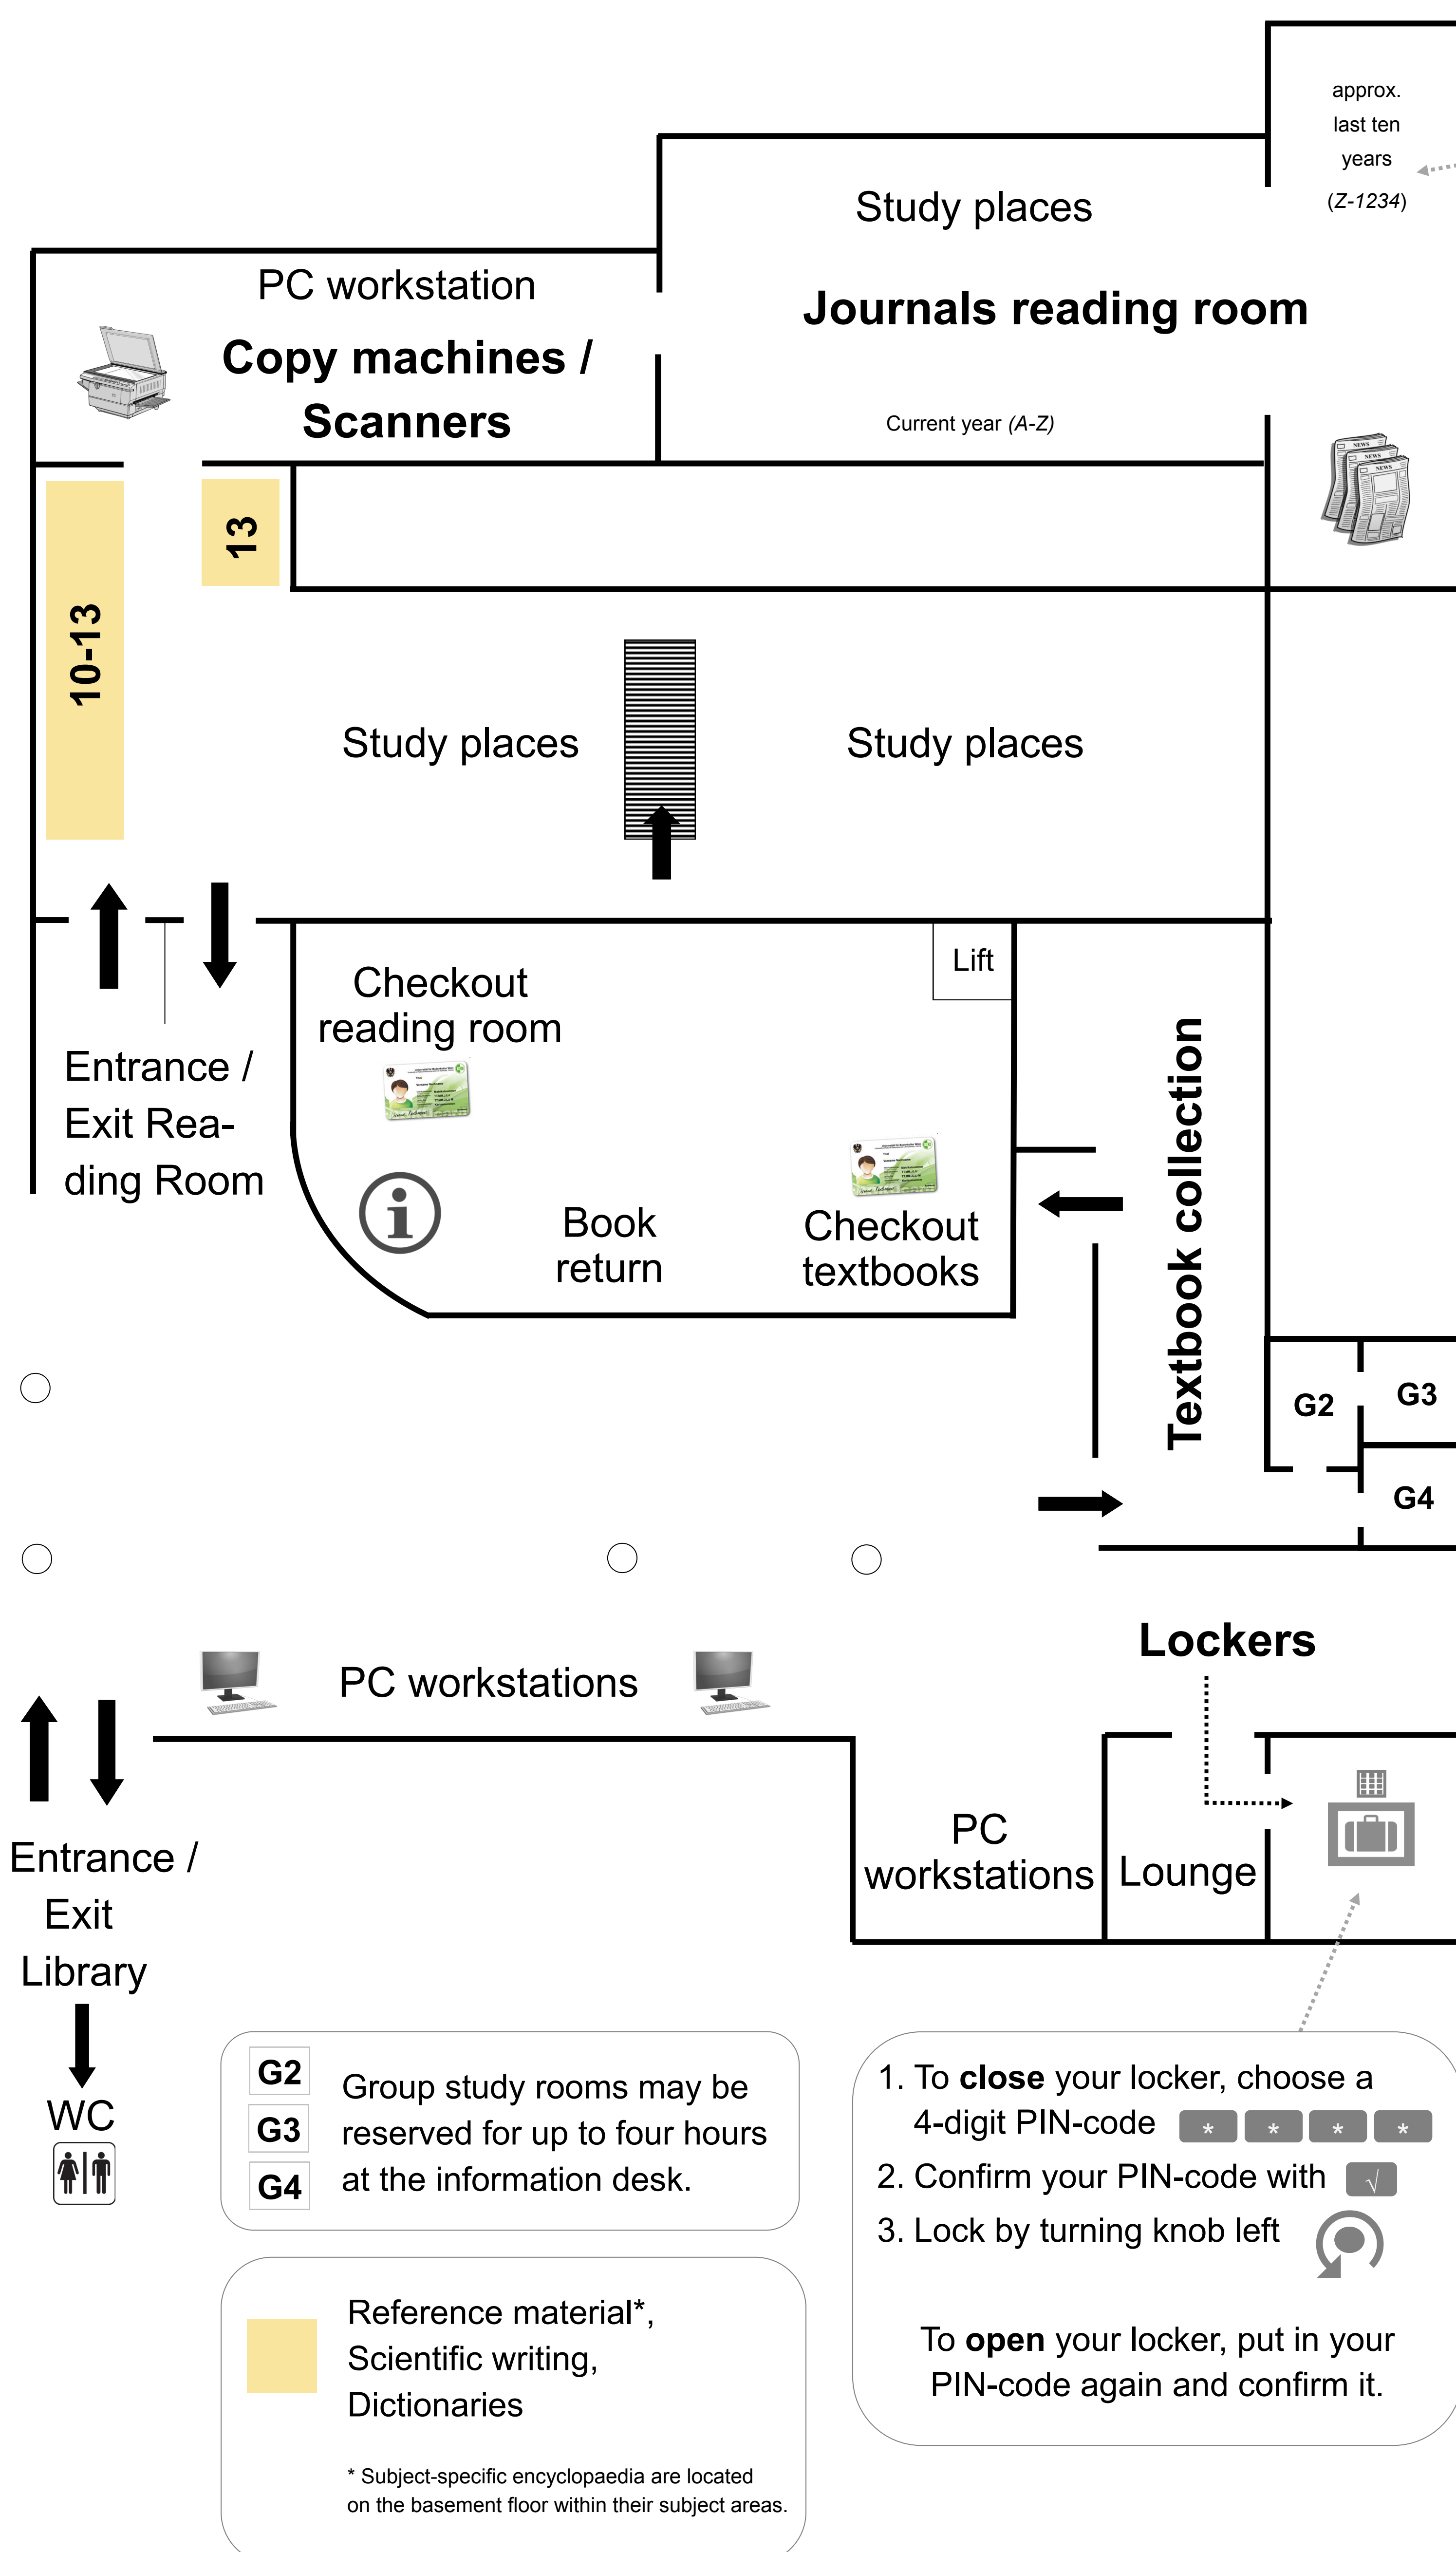 approx.
last ten
years
(Z-1234)
Study places
PC workstation
Journals reading room
Copy machines /
Scanners
Current year (A-Z)
NEWS
NEWS
NEWS
13
10-13
Study places
Study places
Checkout
reading room
Lift
Entrance /
Exit Rea-
ding Room
Textbook collection
Book
return
Checkout
textbooks
G2
G3
G4
Lockers
PC workstations
PC
workstations
Lounge
Entrance /
Exit
Library
WC
G2
G3
G4
Group study rooms may be
reserved for up to four hours
at the information desk.
1. To close your locker, choose a
4-digit PIN-code * * * *
2. Confirm your PIN-code with √
3. Lock by turning knob left
To open your locker, put in your
PIN-code again and confirm it.
Reference material*,
Scientific writing,
Dictionaries
* Subject-specific encyclopaedia are located
on the basement floor within their subject areas.